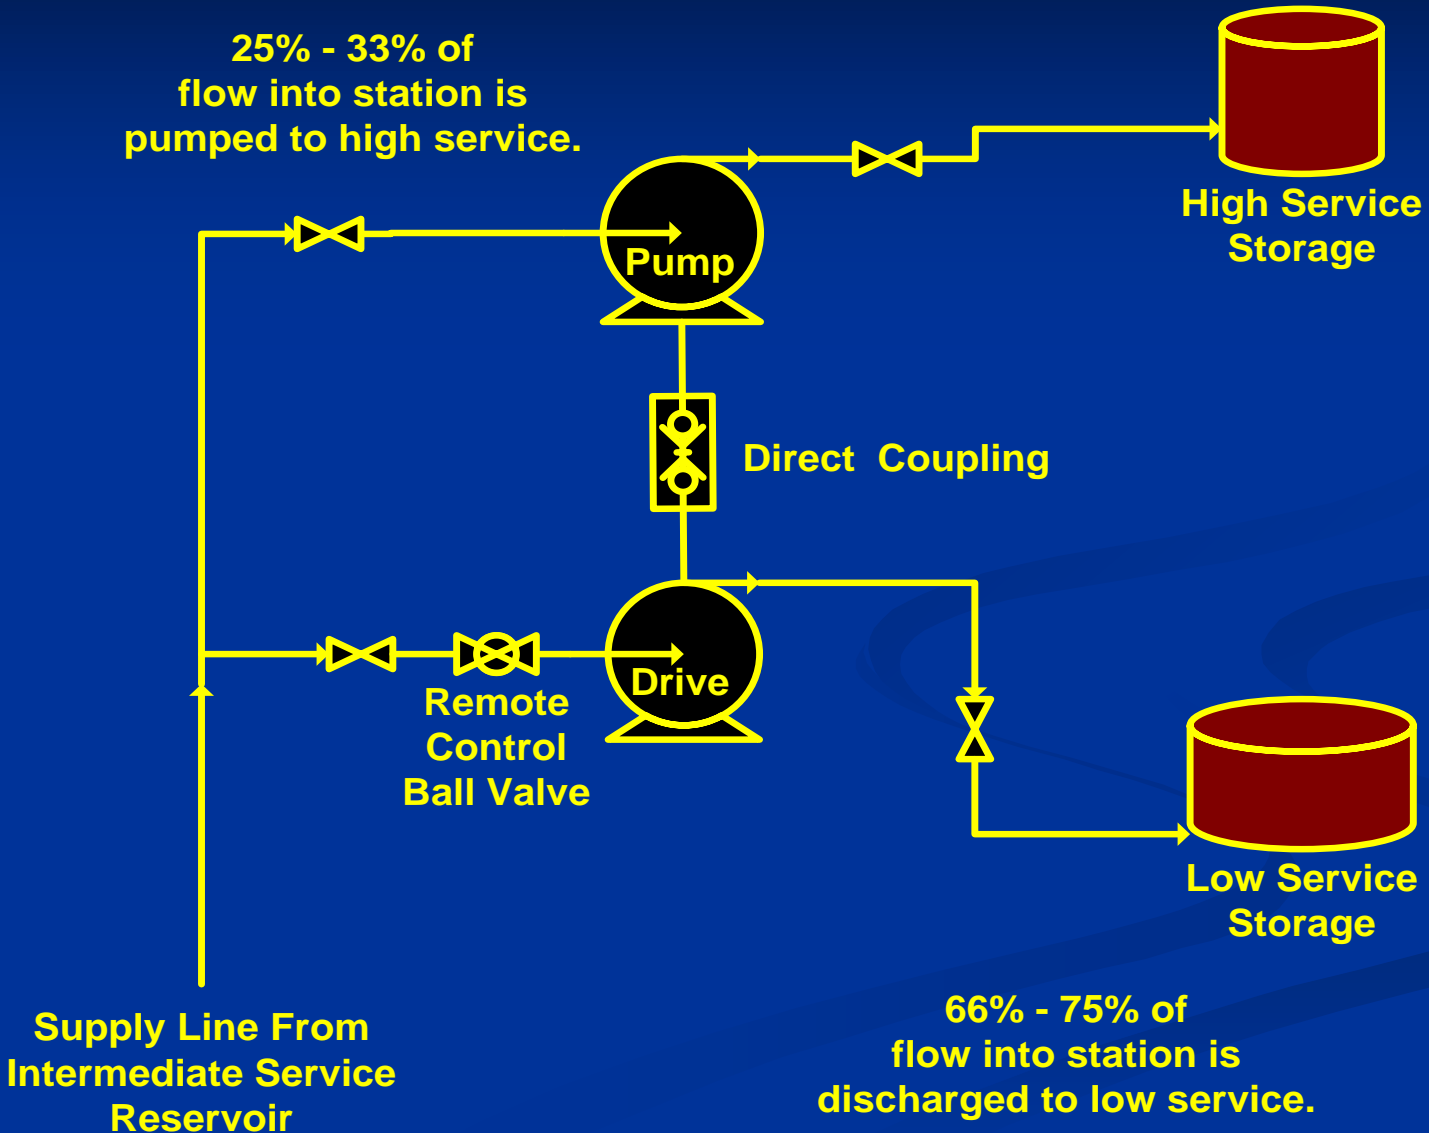 25% - 33% of
flow into station is
pumped to high service.
High Service
Storage
Pump
Direct Coupling
Drive
Remote
Control
Ball Valve
Low Service
Storage
Supply Line From
Intermediate Service
Reservoir
66% - 75% of
flow into station is
discharged to low service.